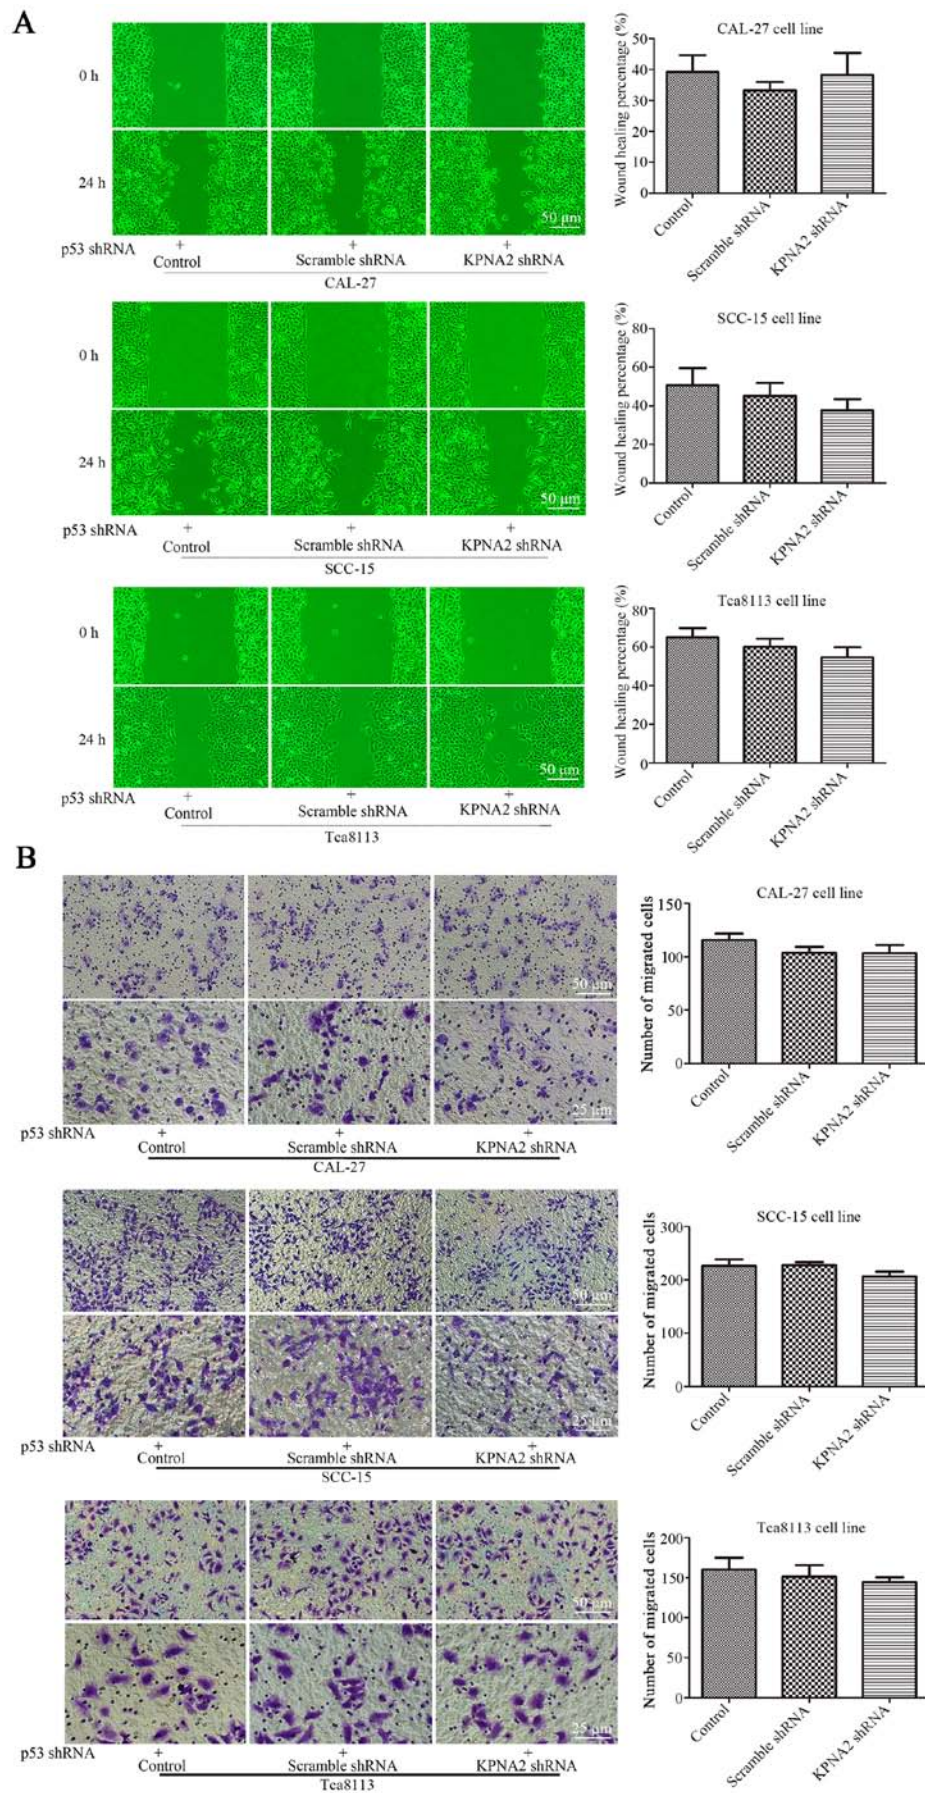 A
0 h
24 h
50 µm
p53 shRNA + + +
Control Scramble shRNA KPNA2 shRNA
CAL-27
CAL-27 cell line
Wound healing percentage (%)
50
40
30
20
10
0
Control Scramble shRNA KPNA2 shRNA
0 h
24 h
50 µm
p53 shRNA + + +
Control Scramble shRNA KPNA2 shRNA
SCC-15
SCC-15 cell line
Wound healing percentage (%)
80
60
40
20
0
Control Scramble shRNA KPNA2 shRNA
0 h
24 h
50 µm
p53 shRNA + + +
Control Scramble shRNA KPNA2 shRNA
Tca8113
Tca8113 cell line
Wound healing percentage (%)
80
60
40
20
0
Control Scramble shRNA KPNA2 shRNA
B
50 µm
25 µm
p53 shRNA + + +
Control Scramble shRNA KPNA2 shRNA
CAL-27
CAL-27 cell line
Number of migrated cells
150
100
50
0
Control Scramble shRNA KPNA2 shRNA
50 µm
25 µm
p53 shRNA + + +
Control Scramble shRNA KPNA2 shRNA
SCC-15
SCC-15 cell line
Number of migrated cells
300
200
100
0
Control Scramble shRNA KPNA2 shRNA
50 µm
25 µm
p53 shRNA + + +
Control Scramble shRNA KPNA2 shRNA
Tca8113
Tca8113 cell line
Number of migrated cells
200
150
100
50
0
Control Scramble shRNA KPNA2 shRNA